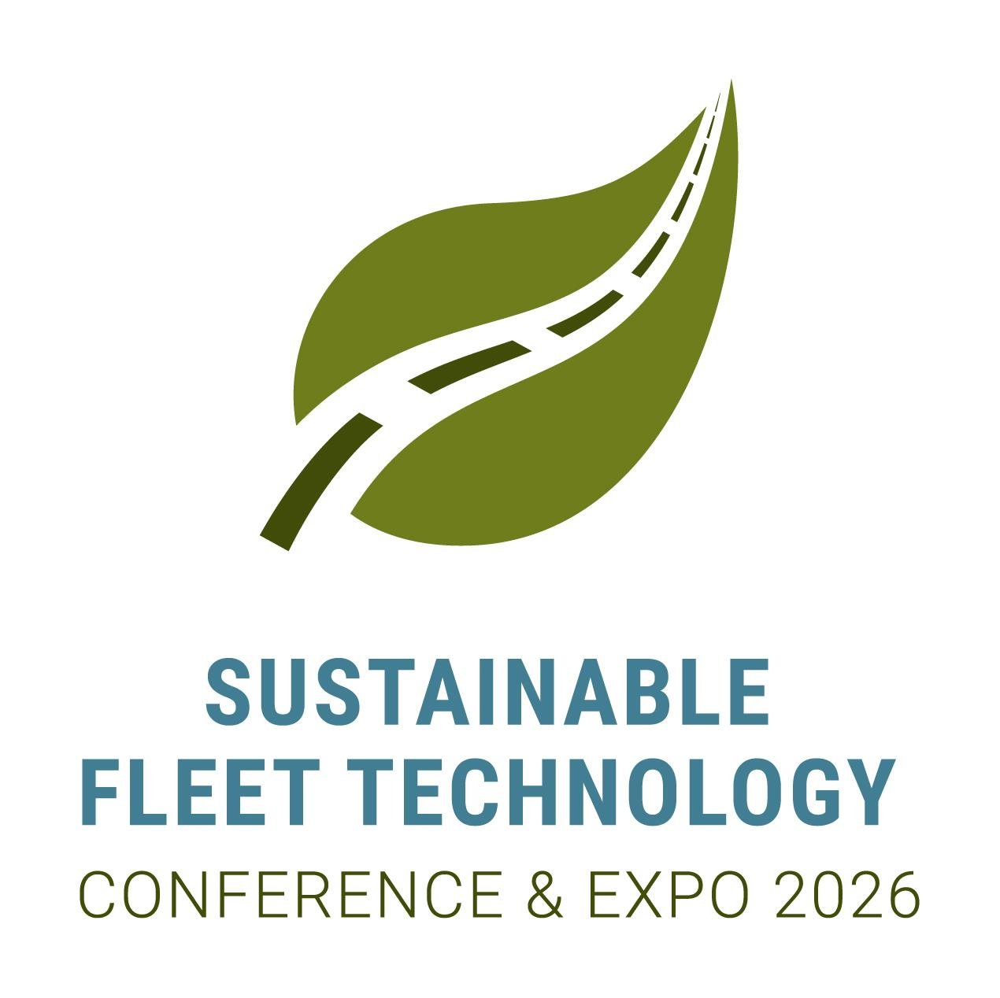 SUSTAINABLE
FLEET TECHNOLOGY
CONFERENCE & EXPO 2026